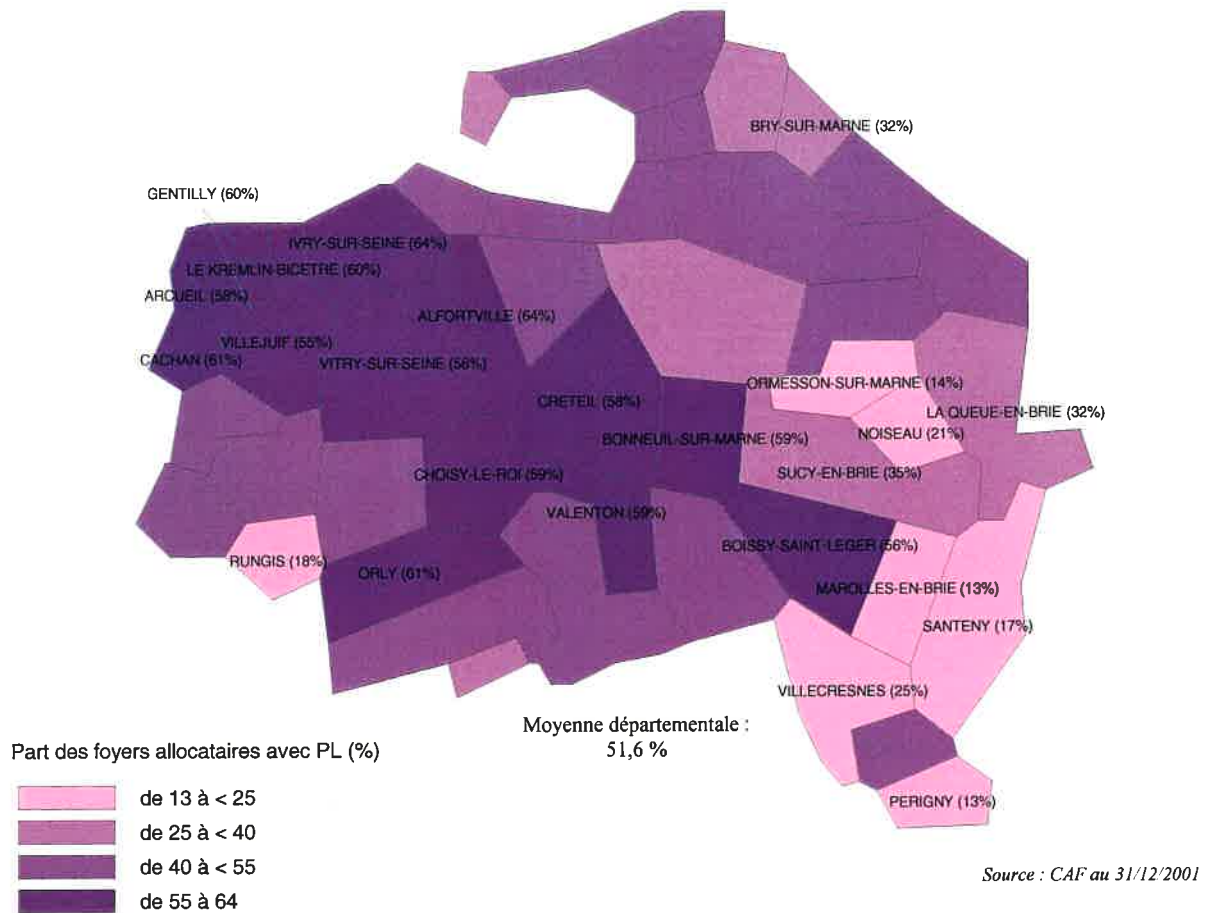 BRY-SUR-MARNE (32%)
GENTILLY (60%)
IVRY-SUR-SEINE (64%)
LE KREMLIN-BICETRE (60%)
ARCUEIL (58%)
ALFORTVILLE (64%)
VILLEJUIF (55%)
CACHAN (61%)
VITRY-SUR-SEINE (56%)
ORMESSON-SUR-MARNE (14%)
CRETEIL (58%)
LA QUEUE-EN-BRIE (32%)
NOISEAU (21%)
BONNEUIL-SUR-MARNE (59%)
SUCY-EN-BRIE (35%)
CHOISY-LE-ROI (59%)
VALENTON (59%)
BOISSY-SAINT-LEGER (56%)
RUNGIS (18%)
ORLY (61%)
MAROLLES-EN-BRIE (13%)
SANTENY (17%)
VILLECRESNES (25%)
Moyenne départementale :
51,6 %
Part des foyers allocataires avec PL (%)
de 13 à < 25
de 25 à < 40
de 40 à < 55
de 55 à 64
PERIGNY (13%)
Source : CAF au 31/12/2001